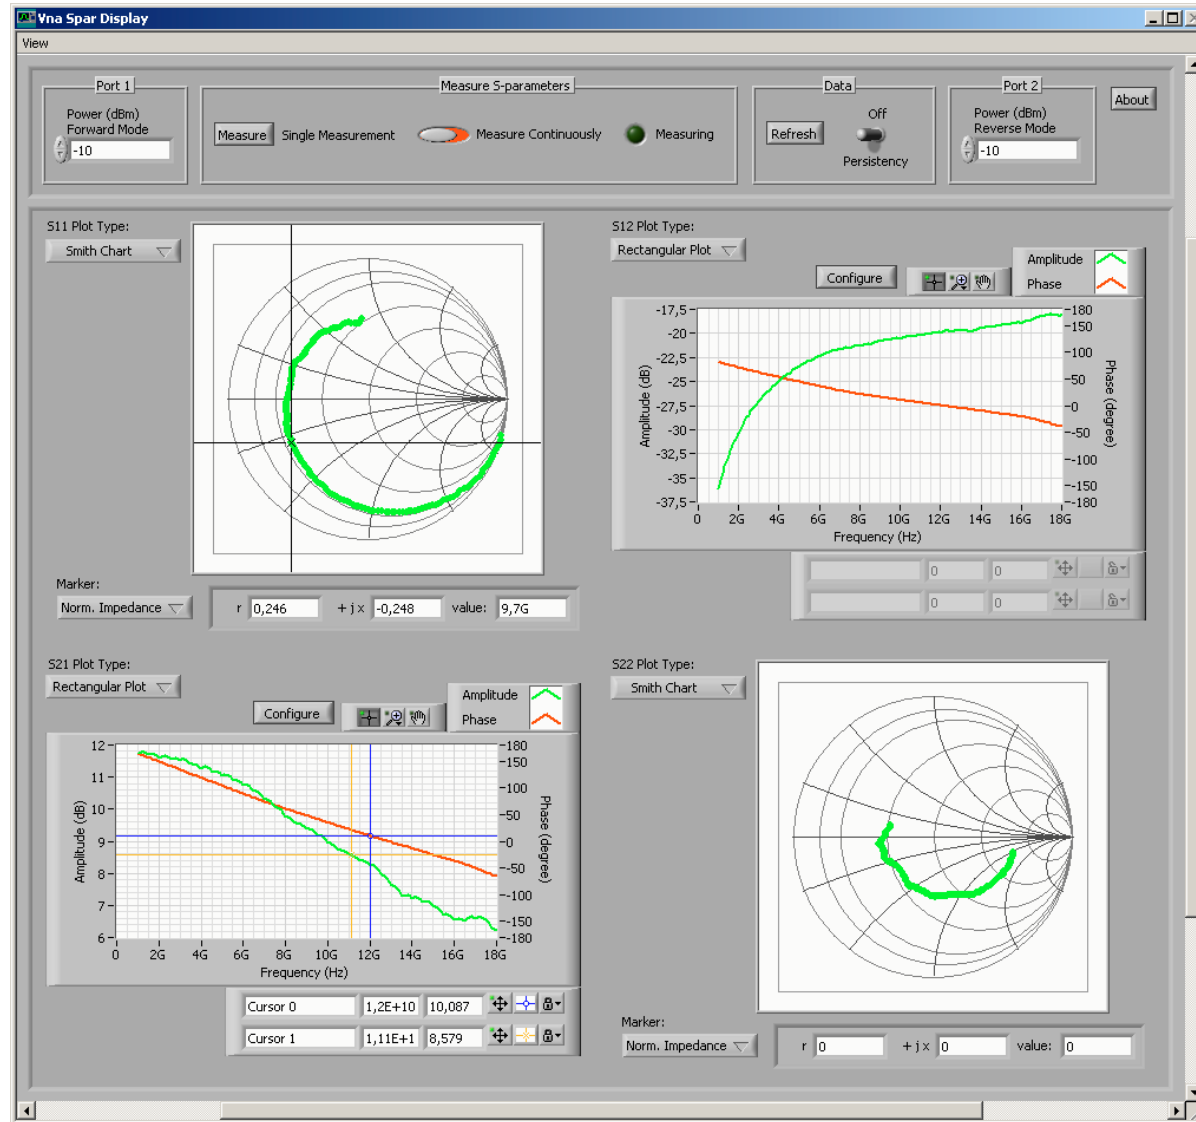 Vna Spar Display
View
Port 1
Power (dBm)
Forward Mode
-10
Measure S-parameters
Measure
Single Measurement
Measure Continuously
Measuring
Data
Refresh
Off
Persistency
Port 2
Power (dBm)
Reverse Mode
-10
About
S11 Plot Type:
Smith Chart
Marker:
Norm. Impedance
r 0,246 + j x -0,248 value: 9,7G
S12 Plot Type:
Rectangular Plot
Configure
Amplitude
Phase
Amplitude (dB)
-17,5
-20
-22,5
-25
-27,5
-30
-32,5
-35
-37,5
180
150
100
50
0
-50
-100
-150
-180
Phase (degree)
0 2G 4G 6G 8G 10G 12G 14G 16G 18G
Frequency (Hz)
0 0
0 0
S21 Plot Type:
Rectangular Plot
Configure
Amplitude
Phase
Amplitude (dB)
12
11
10
9
8
7
6
180
150
100
50
0
-50
-100
-150
-180
Phase (degree)
0 2G 4G 6G 8G 10G 12G 14G 16G 18G
Frequency (Hz)
Cursor 0 1,2E+10 10,087
Cursor 1 1,11E+1 8,579
S22 Plot Type:
Smith Chart
Marker:
Norm. Impedance
r 0 + j x 0 value: 0